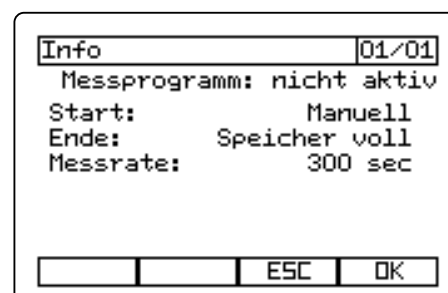 Info 01/01
Messprogramm: nicht aktiv
Start: Manuell
Ende: Speicher voll
Messrate: 300 sec
ESC OK